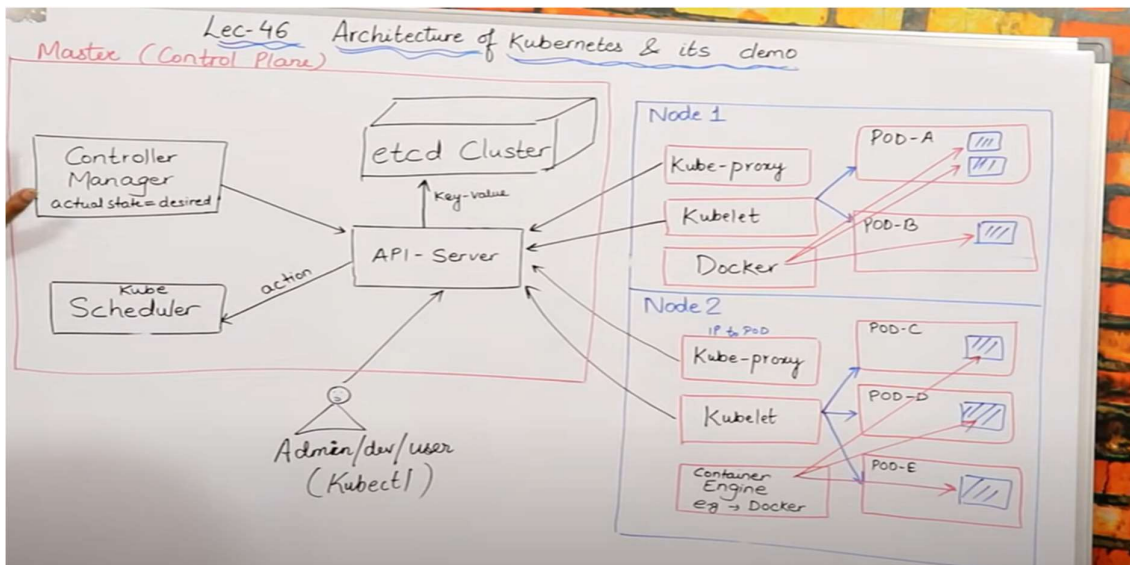 Lec-46 Architecture of Kubernetes & its demo
Master (Control Plane)
Controller
Manager
actual state = desired
etcd Cluster
Key-value
API-Server
action
Kube
Scheduler
Admin/dev/user
(Kubectl)
Node 1
Kube-proxy
Kubelet
Docker
POD-A
POD-B
Node 2
IP to POD
Kube-proxy
Kubelet
Container
Engine
eg → Docker
POD-C
POD-D
POD-E